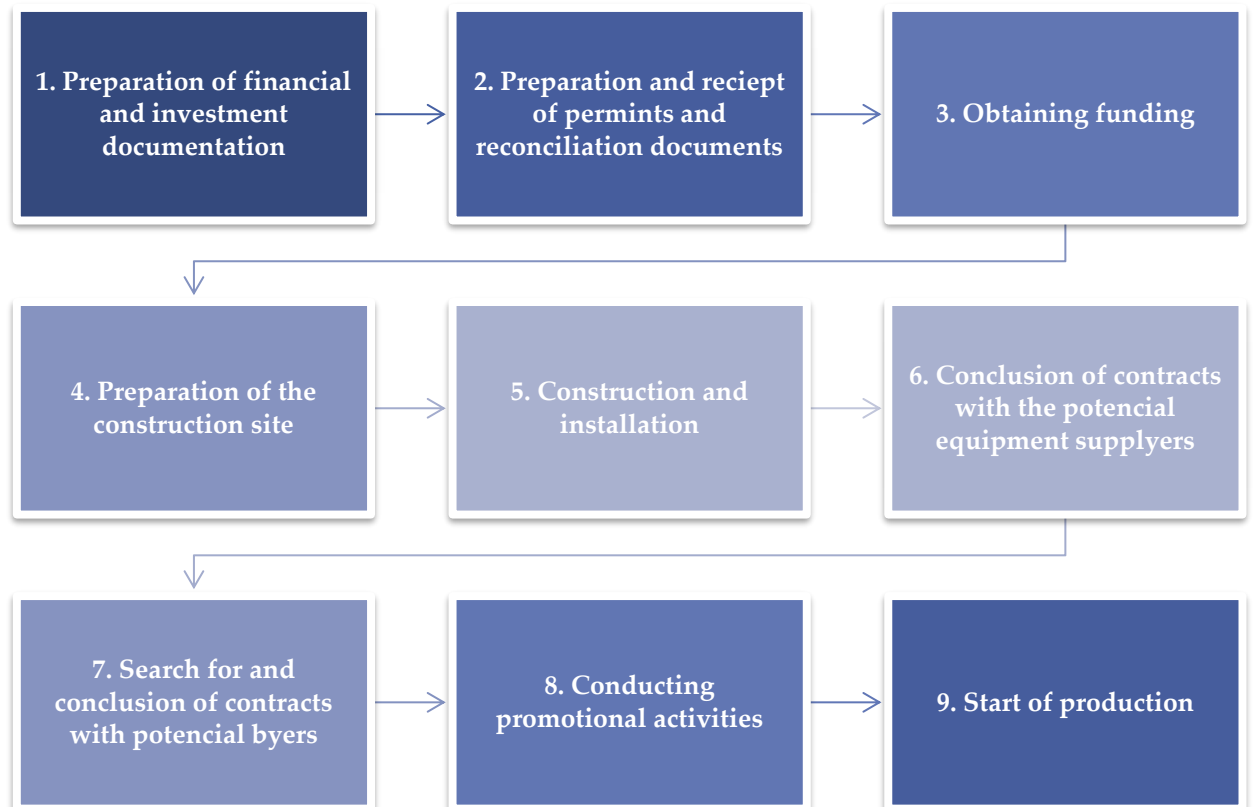 1. Preparation of financial
and investment
documentation
2. Preparation and reciept
of permints and
reconciliation documents
3. Obtaining funding
4. Preparation of the
construction site
5. Construction and
installation
6. Conclusion of contracts
with the potencial
equipment supplyers
7. Search for and
conclusion of contracts
with potencial byers
8. Conducting
promotional activities
9. Start of production